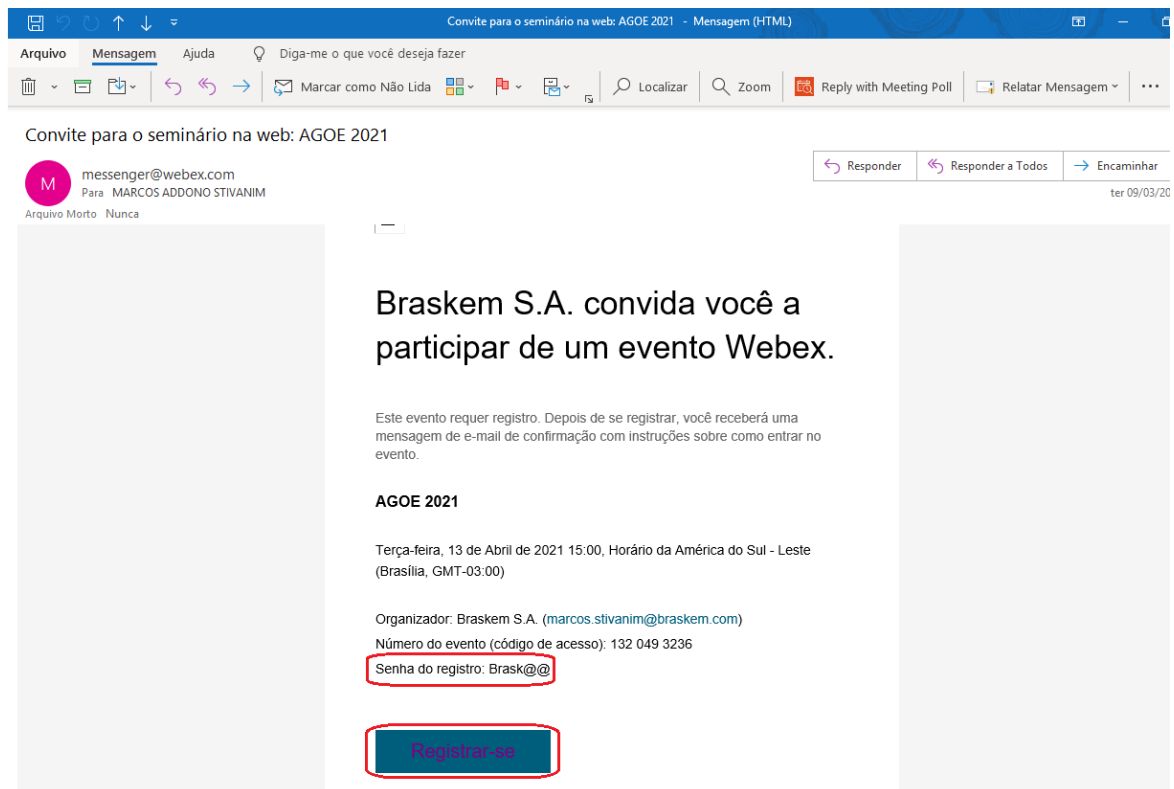 Convite para o seminário na web: AGOE 2021 - Mensagem (HTML)
Arquivo Mensagem Ajuda Diga-me o que você deseja fazer
Marcar como Não Lida Localizar Zoom Reply with Meeting Poll Relatar Mensagem ...
Convite para o seminário na web: AGOE 2021
M
messenger@webex.com
Para MARCOS ADDONO STIVANIM
Responder Responder a Todos Encaminhar
ter 09/03/20
Arquivo Morto Nunca
Braskem S.A. convida você a
participar de um evento Webex.
Este evento requer registro. Depois de se registrar, você receberá uma
mensagem de e-mail de confirmação com instruções sobre como entrar no
evento.
AGOE 2021
Terça-feira, 13 de Abril de 2021 15:00, Horário da América do Sul - Leste
(Brasília, GMT-03:00)
Organizador: Braskem S.A. (marcos.stivanim@braskem.com)
Número do evento (código de acesso): 132 049 3236
Senha do registro: Brask@@
Registrar-se